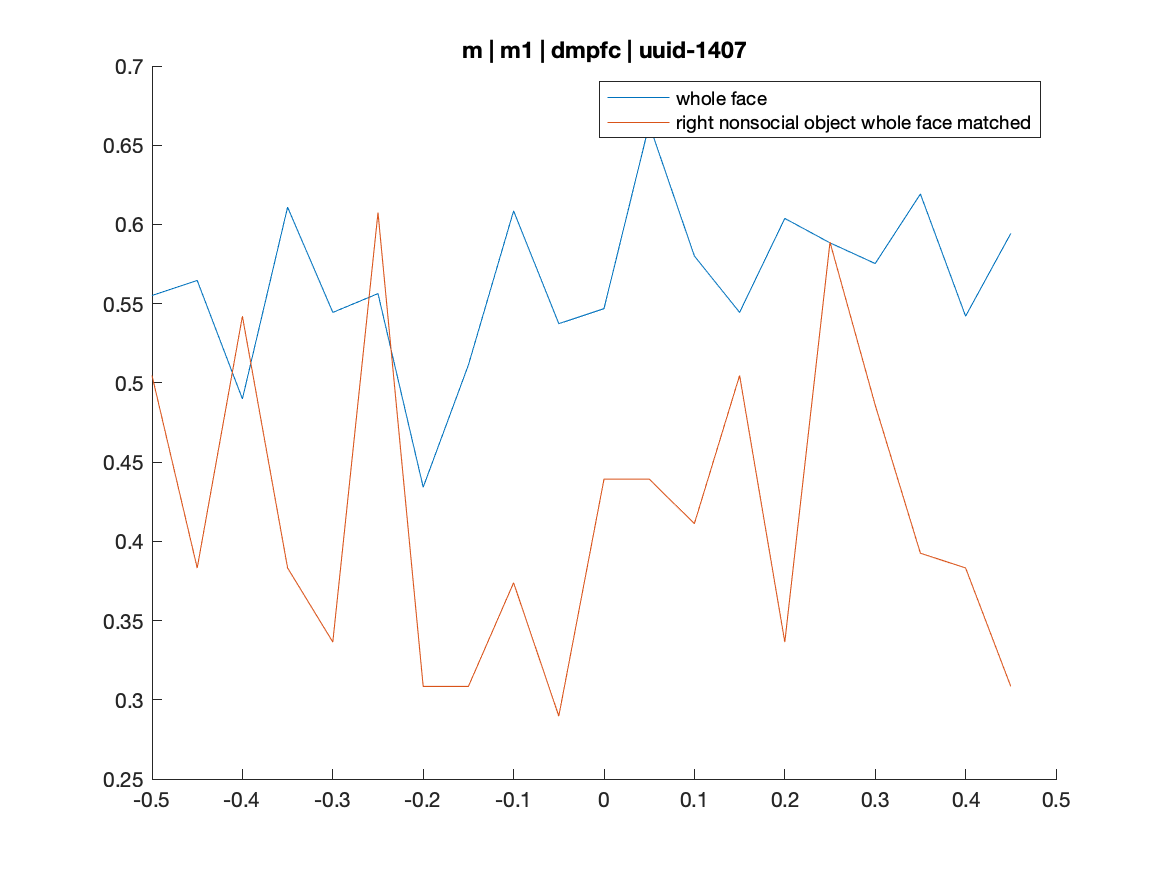 m | m1 | dmpfc | uuid-1407
whole face
right nonsocial object whole face matched
0.7
0.65
0.6
0.55
0.5
0.45
0.4
0.35
0.3
0.25
-0.5 -0.4 -0.3 -0.2 -0.1 0 0.1 0.2 0.3 0.4 0.5